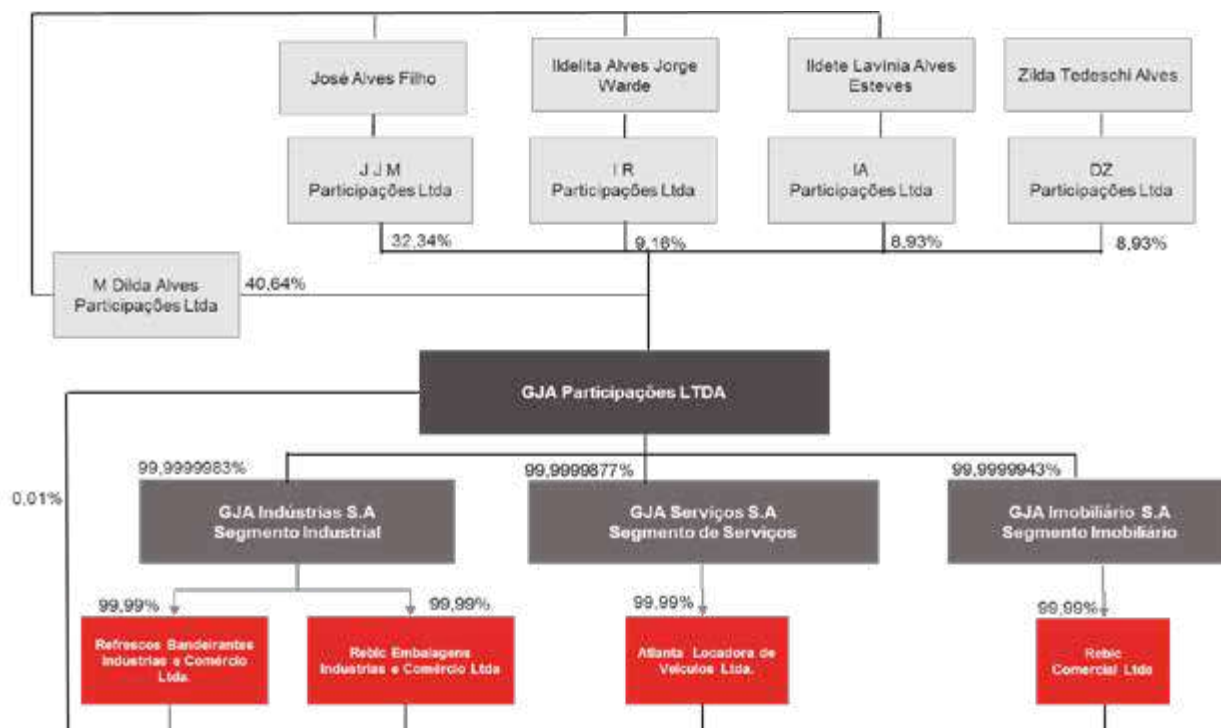 José Alves Filho
Ildelita Alves Jorge
Warde
Ildete Lavínia Alves
Esteves
Zilda Tedeschi Alves
J J M
Participações Ltda
I R
Participações Ltda
IA
Participações Ltda
DZ
Participações Ltda
32,34%
9,16%
8,93%
8,93%
M Dilda Alves
Participações Ltda
40,64%
GJA Participações LTDA
99,9999983%
99,9999877%
99,9999943%
0,01%
GJA Indústrias S.A
Segmento Industrial
GJA Serviços S.A
Segmento de Serviços
GJA Imobiliário S.A
Segmento Imobiliário
99,99%
99,99%
99,99%
99,99%
Refrescos Bandeirantes
Industrias e Comércio
Ltda.
Rebic Embalagens
Industrias e Comércio Ltda
Atlanta Locadora de
Veículos Ltda.
Rebic
Comercial Ltda